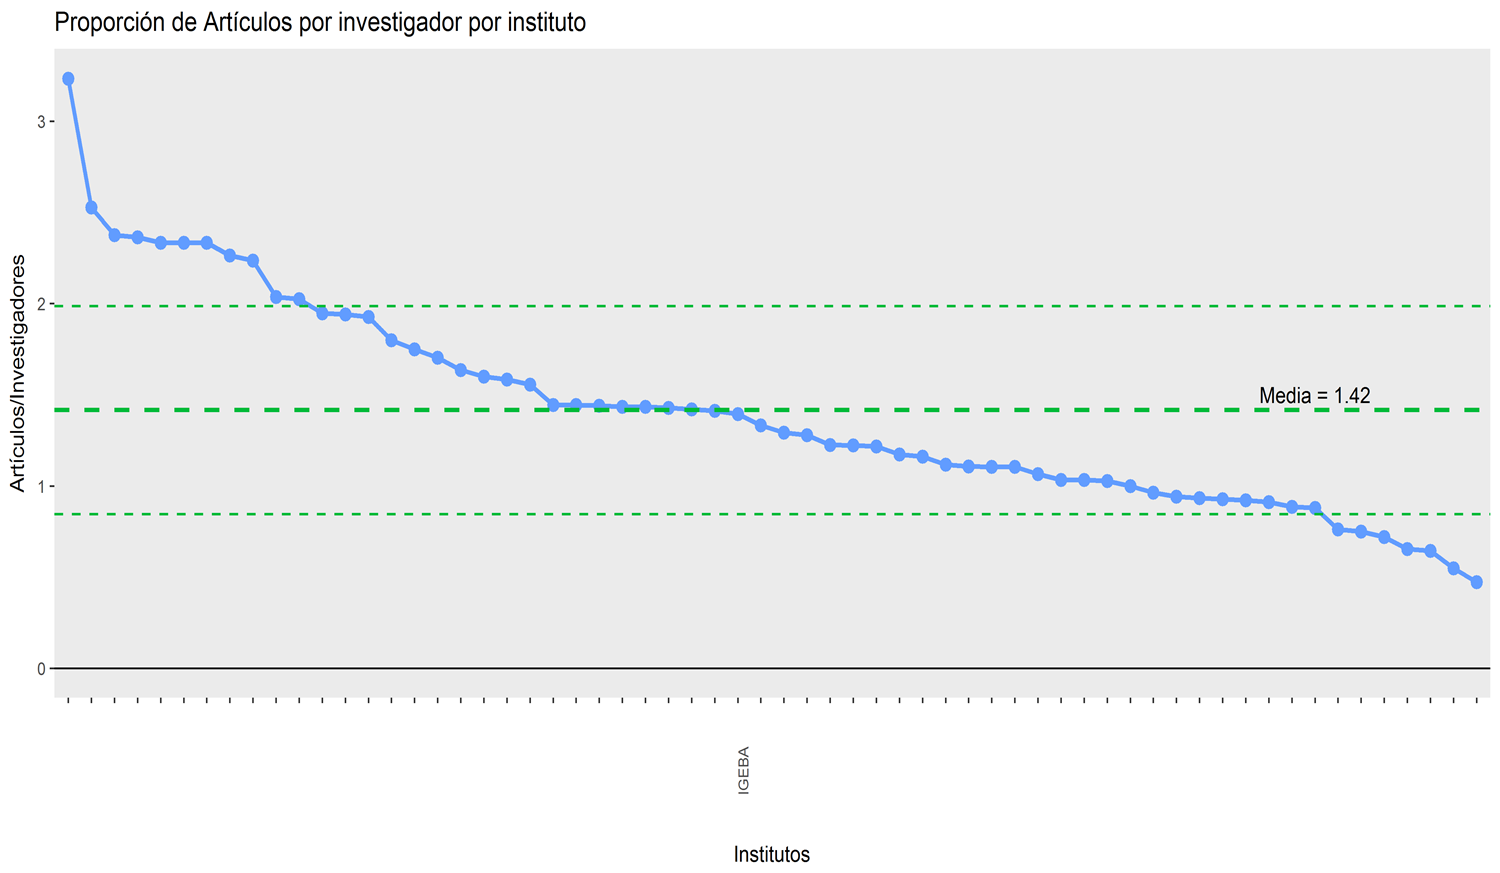 Proporción de Artículos por investigador por instituto
Artículos/Investigadores
3
2
1
0
Media = 1.42
IGEBA
Institutos